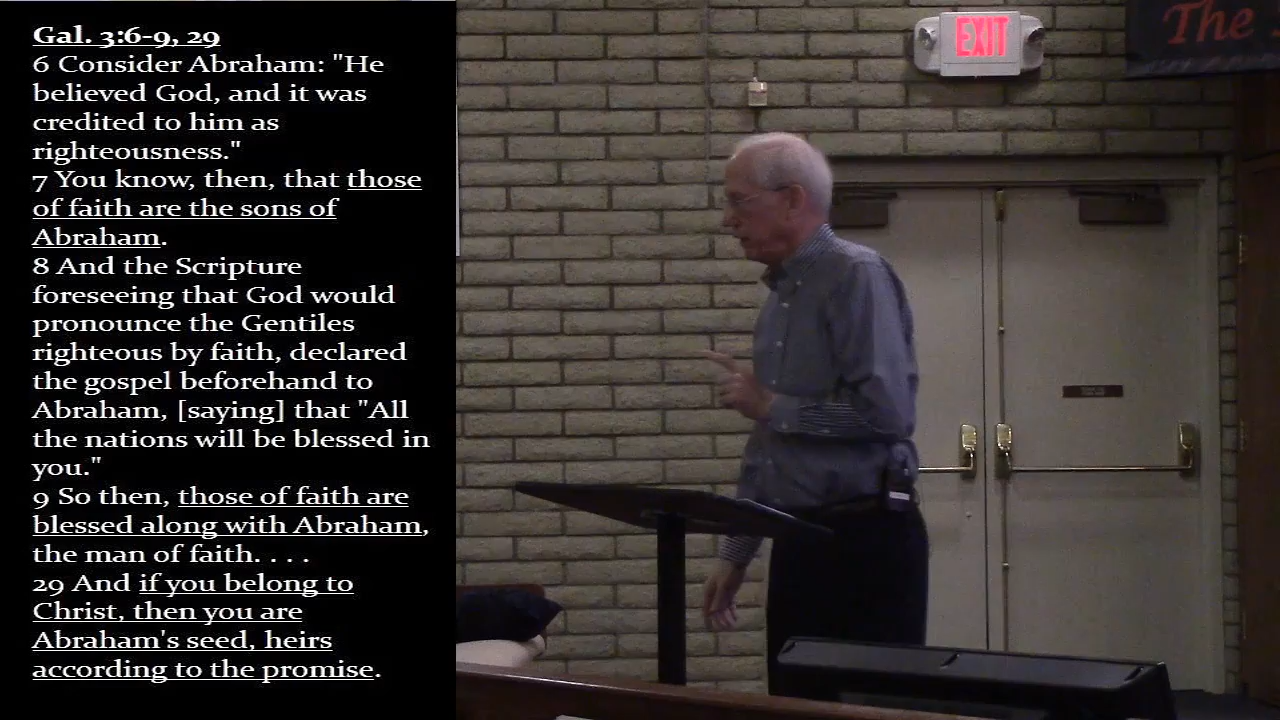 Gal. 3:6-9, 29
6 Consider Abraham: "He
believed God, and it was
credited to him as
righteousness."
7 You know, then, that those
of faith are the sons of
Abraham.
8 And the Scripture
foreseeing that God would
pronounce the Gentiles
righteous by faith, declared
the gospel beforehand to
Abraham, [saying] that "All
the nations will be blessed in
you."
9 So then, those of faith are
blessed along with Abraham,
the man of faith. . . .
29 And if you belong to
Christ, then you are
Abraham's seed, heirs
according to the promise.
EXIT
The